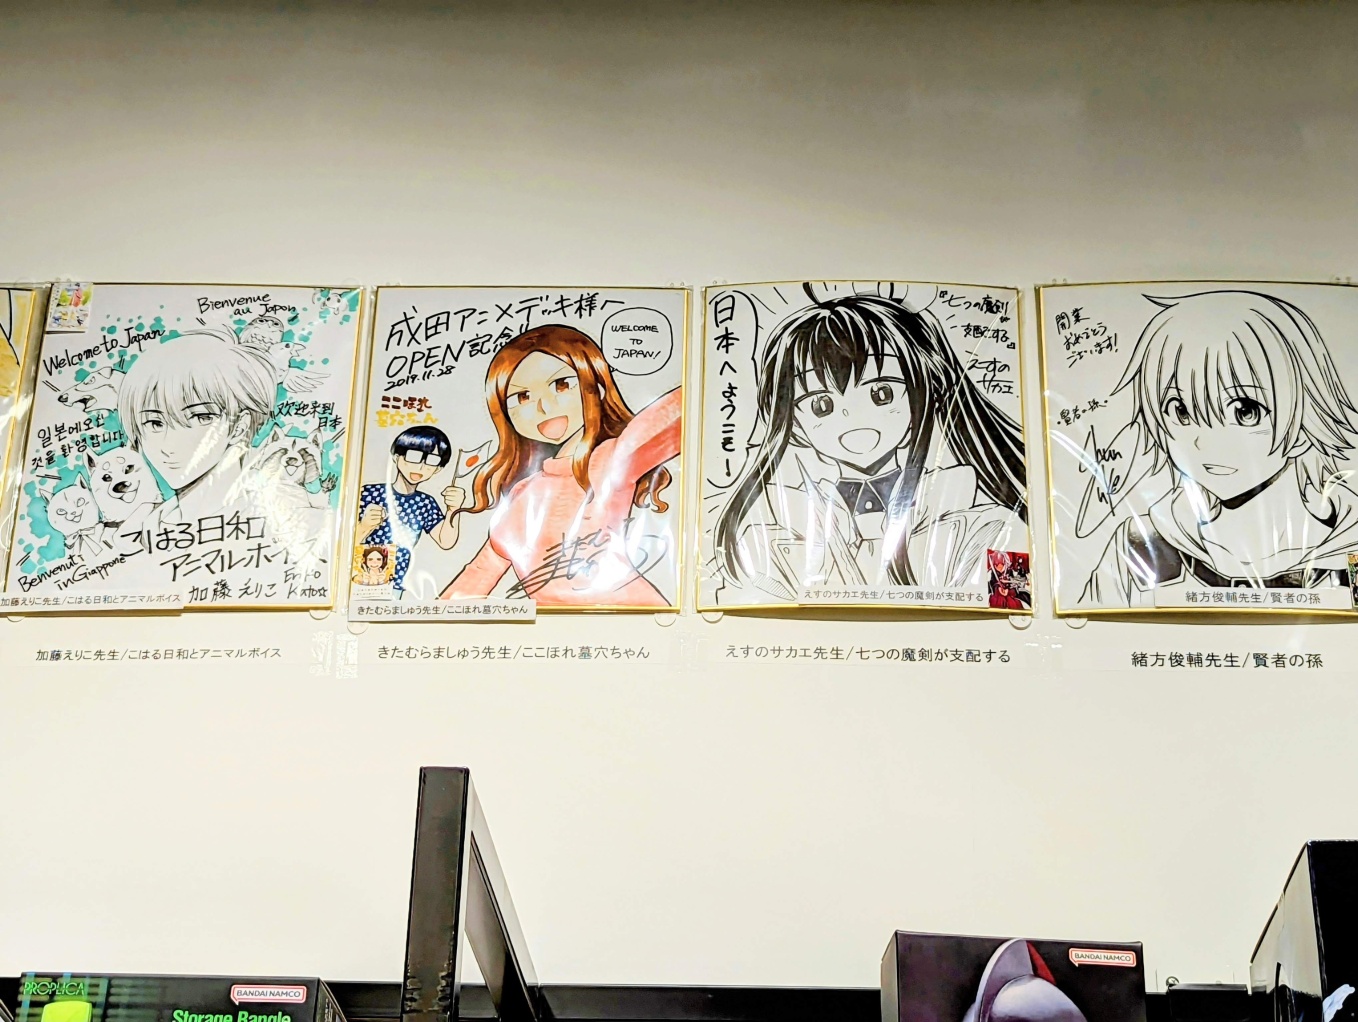 Welcome to Japan
Bienvenue
au Japon
일본에 오신
것을 환영합니다
欢迎来到
日本
Benvenuti
in Giappone
こはる日和
アニマルボイス
加藤えりこ
Kato
加藤えりこ先生/こはる日和とアニマルボイス
加藤えりこ先生/こはる日和とアニマルボイス
成田アニメデッキ様へ
OPEN記念!!
2019.11.28
WELCOME
TO
JAPAN!
ここほれ
墓穴ちゃん
きたむらましゅう先生/ここほれ墓穴ちゃん
きたむらましゅう先生/ここほれ墓穴ちゃん
日本へようこそー!
『七つの魔剣が
支配する』
えすの
サカエ
えすのサカエ先生/七つの魔剣が支配する
えすのサカエ先生/七つの魔剣が支配する
開業
おめでとう
ございます!
賢者の孫
緒方俊輔先生/賢者の孫
緒方俊輔先生/賢者の孫
PROPLICA
BANDAI NAMCO
Storage Bangle
BANDAI NAMCO